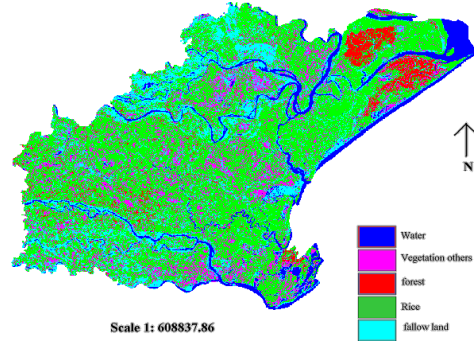 N
Water
Vegetation others
forest
Rice
fallow land
Scale 1: 608837.86